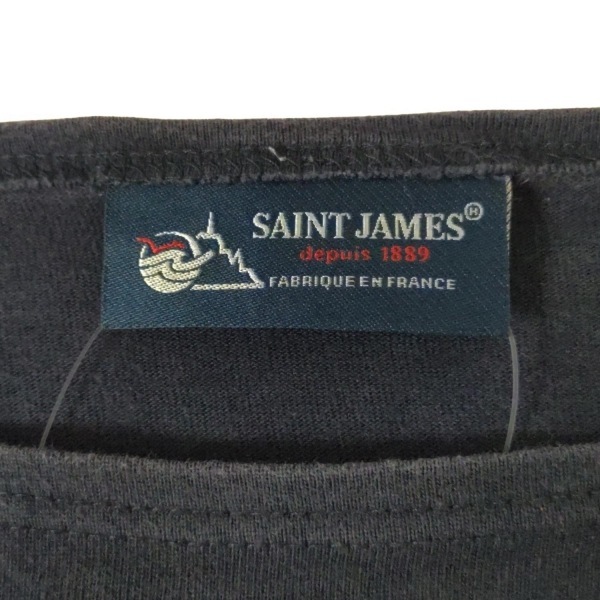 SAINT JAMES®
depuis 1889
FABRIQUE EN FRANCE